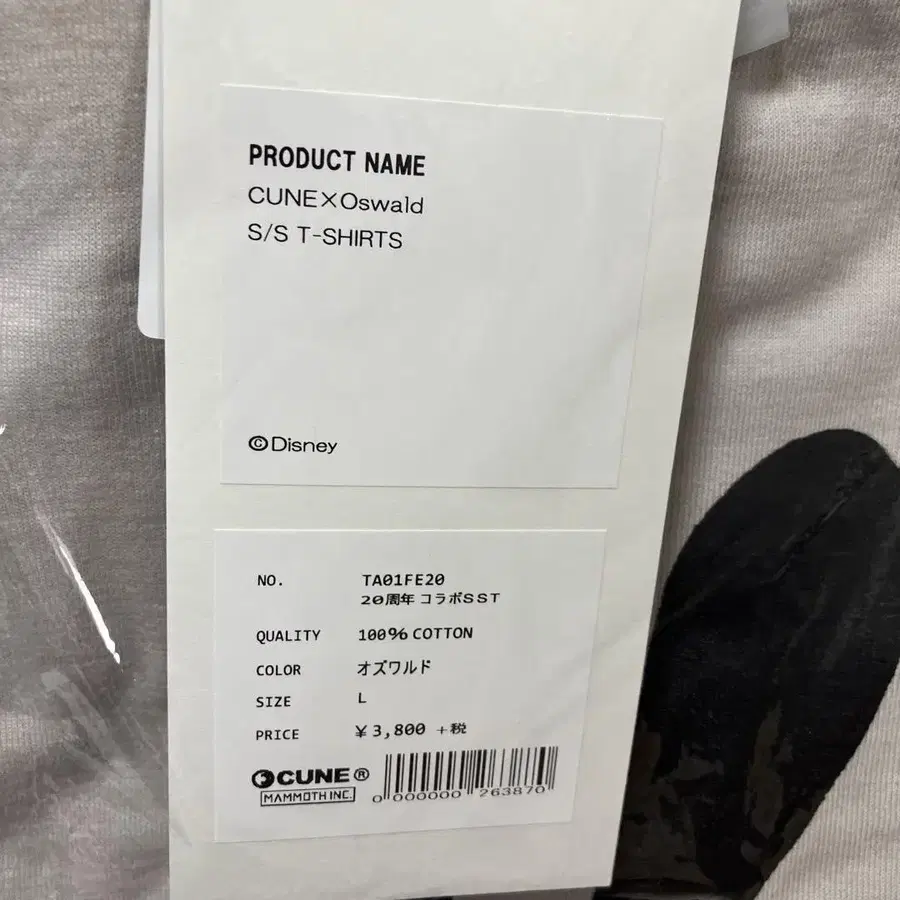 PRODUCT NAME
CUNE×Oswald
S/S T-SHIRTS
©Disney
NO. TA01FE20
20周年 コラボSST
QUALITY 100% COTTON
COLOR オズワルド
SIZE L
PRICE ¥3,800 +税
CUNE®
MAMMOTH INC.
0 000000 263870